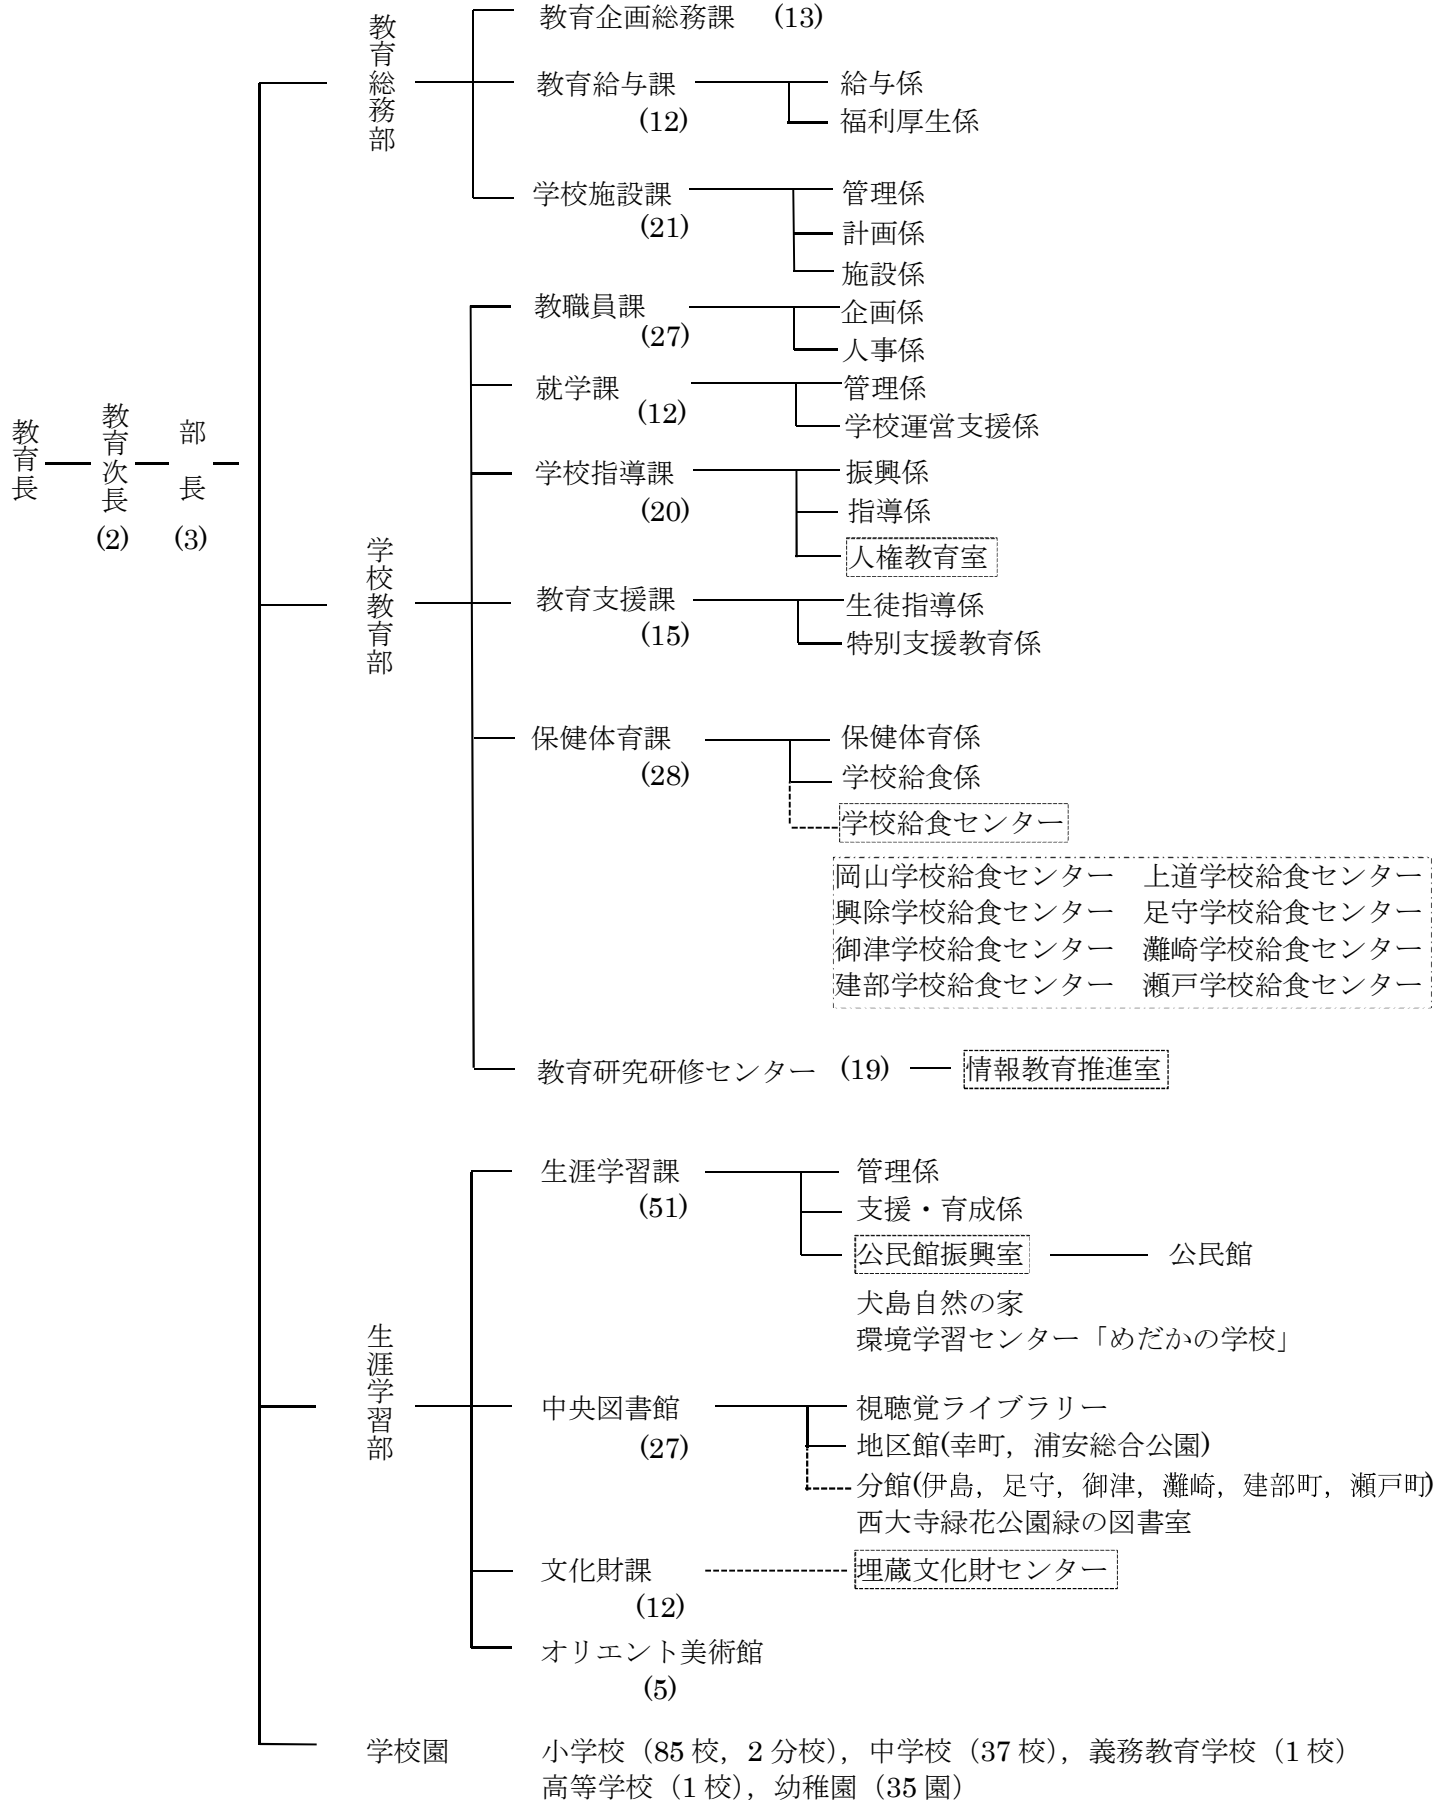 教育長
教育次長
(2)
部長
(3)
教育総務部
教育企画総務課 (13)
教育給与課
(12)
給与係
福利厚生係
学校施設課
(21)
管理係
計画係
施設係
学校教育部
教職員課
(27)
企画係
人事係
就学課
(12)
管理係
学校運営支援係
学校指導課
(20)
振興係
指導係
人権教育室
教育支援課
(15)
生徒指導係
特別支援教育係
保健体育課
(28)
保健体育係
学校給食係
学校給食センター
岡山学校給食センター 上道学校給食センター
興除学校給食センター 足守学校給食センター
御津学校給食センター 灘崎学校給食センター
建部学校給食センター 瀬戸学校給食センター
教育研究研修センター (19) 情報教育推進室
生涯学習部
生涯学習課
(51)
管理係
支援・育成係
公民館振興室 公民館
犬島自然の家
環境学習センター「めだかの学校」
中央図書館
(27)
視聴覚ライブラリー
地区館(幸町，浦安総合公園)
分館(伊島，足守，御津，灘崎，建部町，瀬戸町)
西大寺緑花公園緑の図書室
文化財課
(12)
埋蔵文化財センター
オリエント美術館
(5)
学校園 小学校（85 校，2 分校），中学校（37 校），義務教育学校（1 校）
高等学校（1 校），幼稚園（35 園）